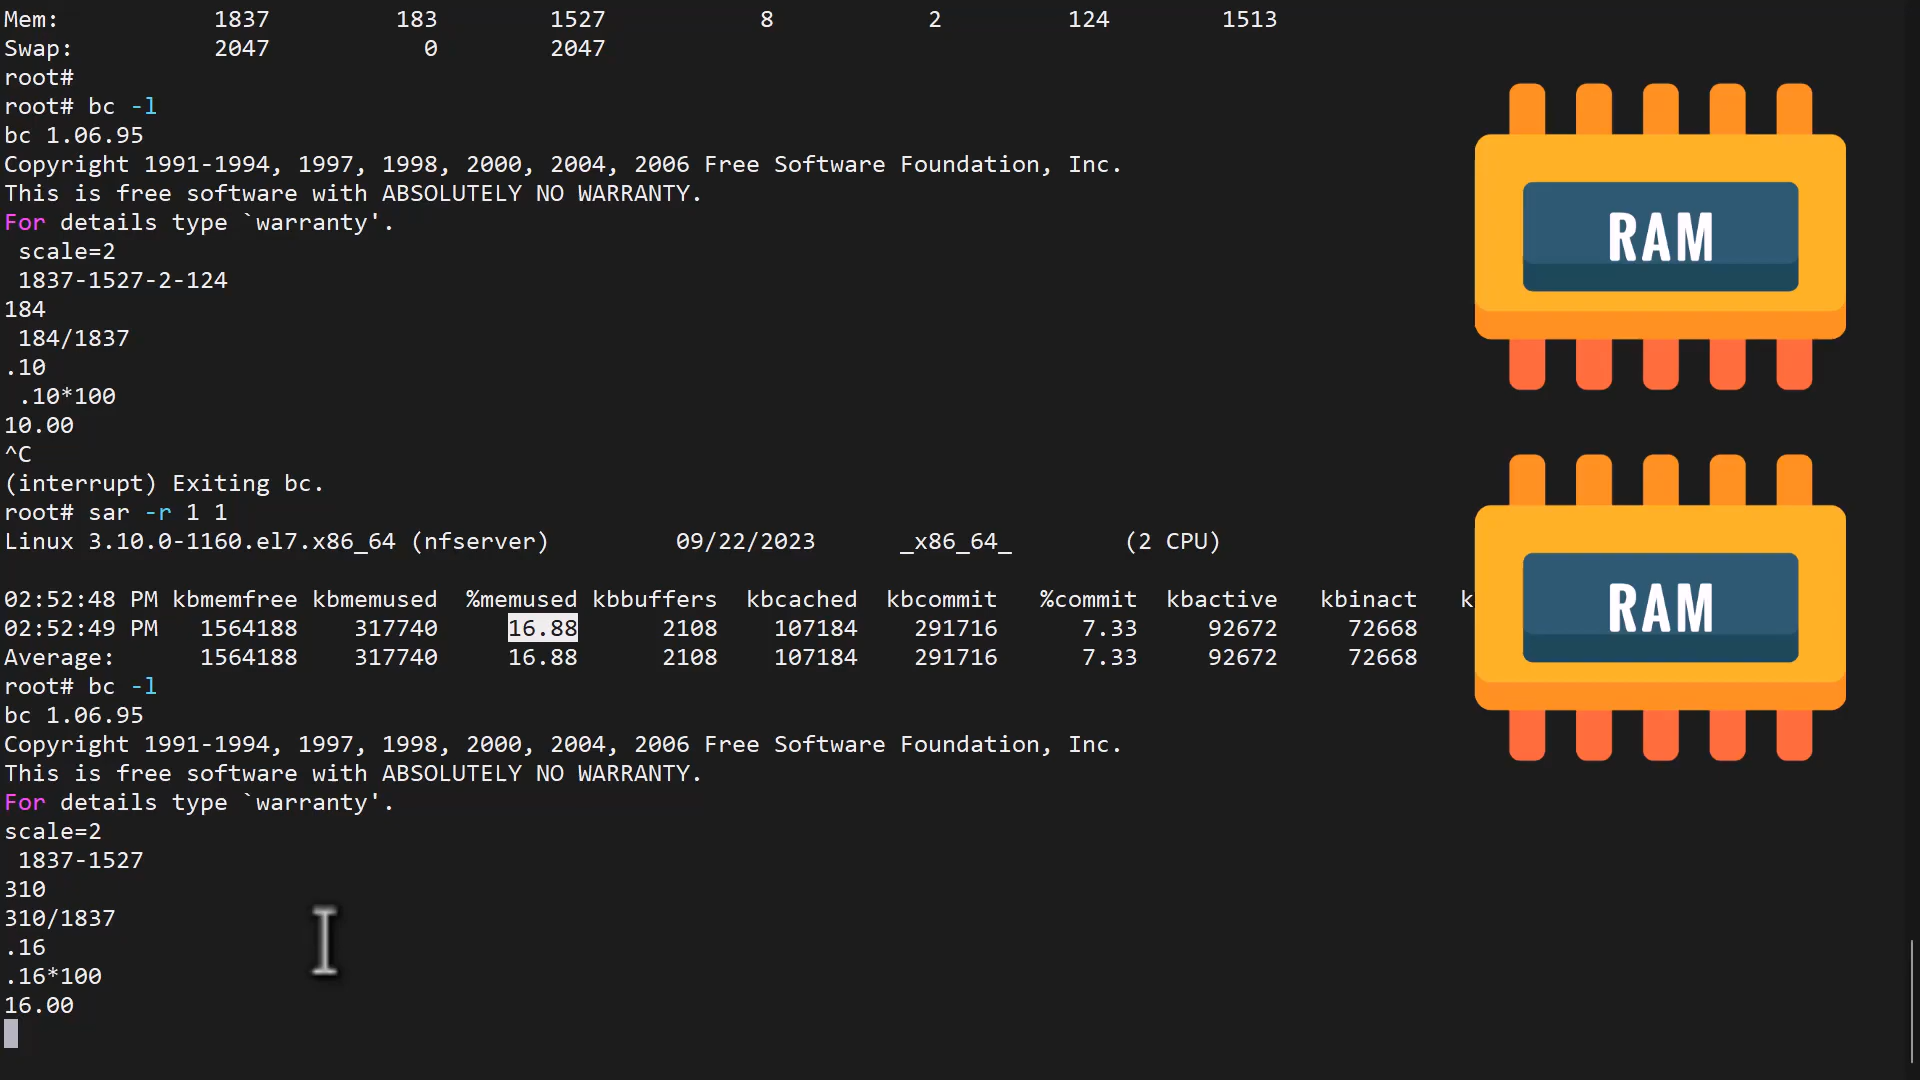 Mem: 1837 183 1527 8 2 124 1513
Swap: 2047 0 2047
root#
root# bc -l
bc 1.06.95
Copyright 1991-1994, 1997, 1998, 2000, 2004, 2006 Free Software Foundation, Inc.
This is free software with ABSOLUTELY NO WARRANTY.
For details type `warranty'.
scale=2
1837-1527-2-124
184
184/1837
.10
.10*100
10.00
^C
(interrupt) Exiting bc.
root# sar -r 1 1
Linux 3.10.0-1160.el7.x86_64 (nfserver) 09/22/2023 _x86_64_ (2 CPU)
02:52:48 PM kbmemfree kbmemused %memused kbbuffers kbcached kbcommit %commit kbactive kbinact k
02:52:49 PM 1564188 317740 16.88 2108 107184 291716 7.33 92672 72668
Average: 1564188 317740 16.88 2108 107184 291716 7.33 92672 72668
root# bc -l
bc 1.06.95
Copyright 1991-1994, 1997, 1998, 2000, 2004, 2006 Free Software Foundation, Inc.
This is free software with ABSOLUTELY NO WARRANTY.
For details type `warranty'.
scale=2
1837-1527
310
310/1837
.16
.16*100
16.00
RAM
RAM